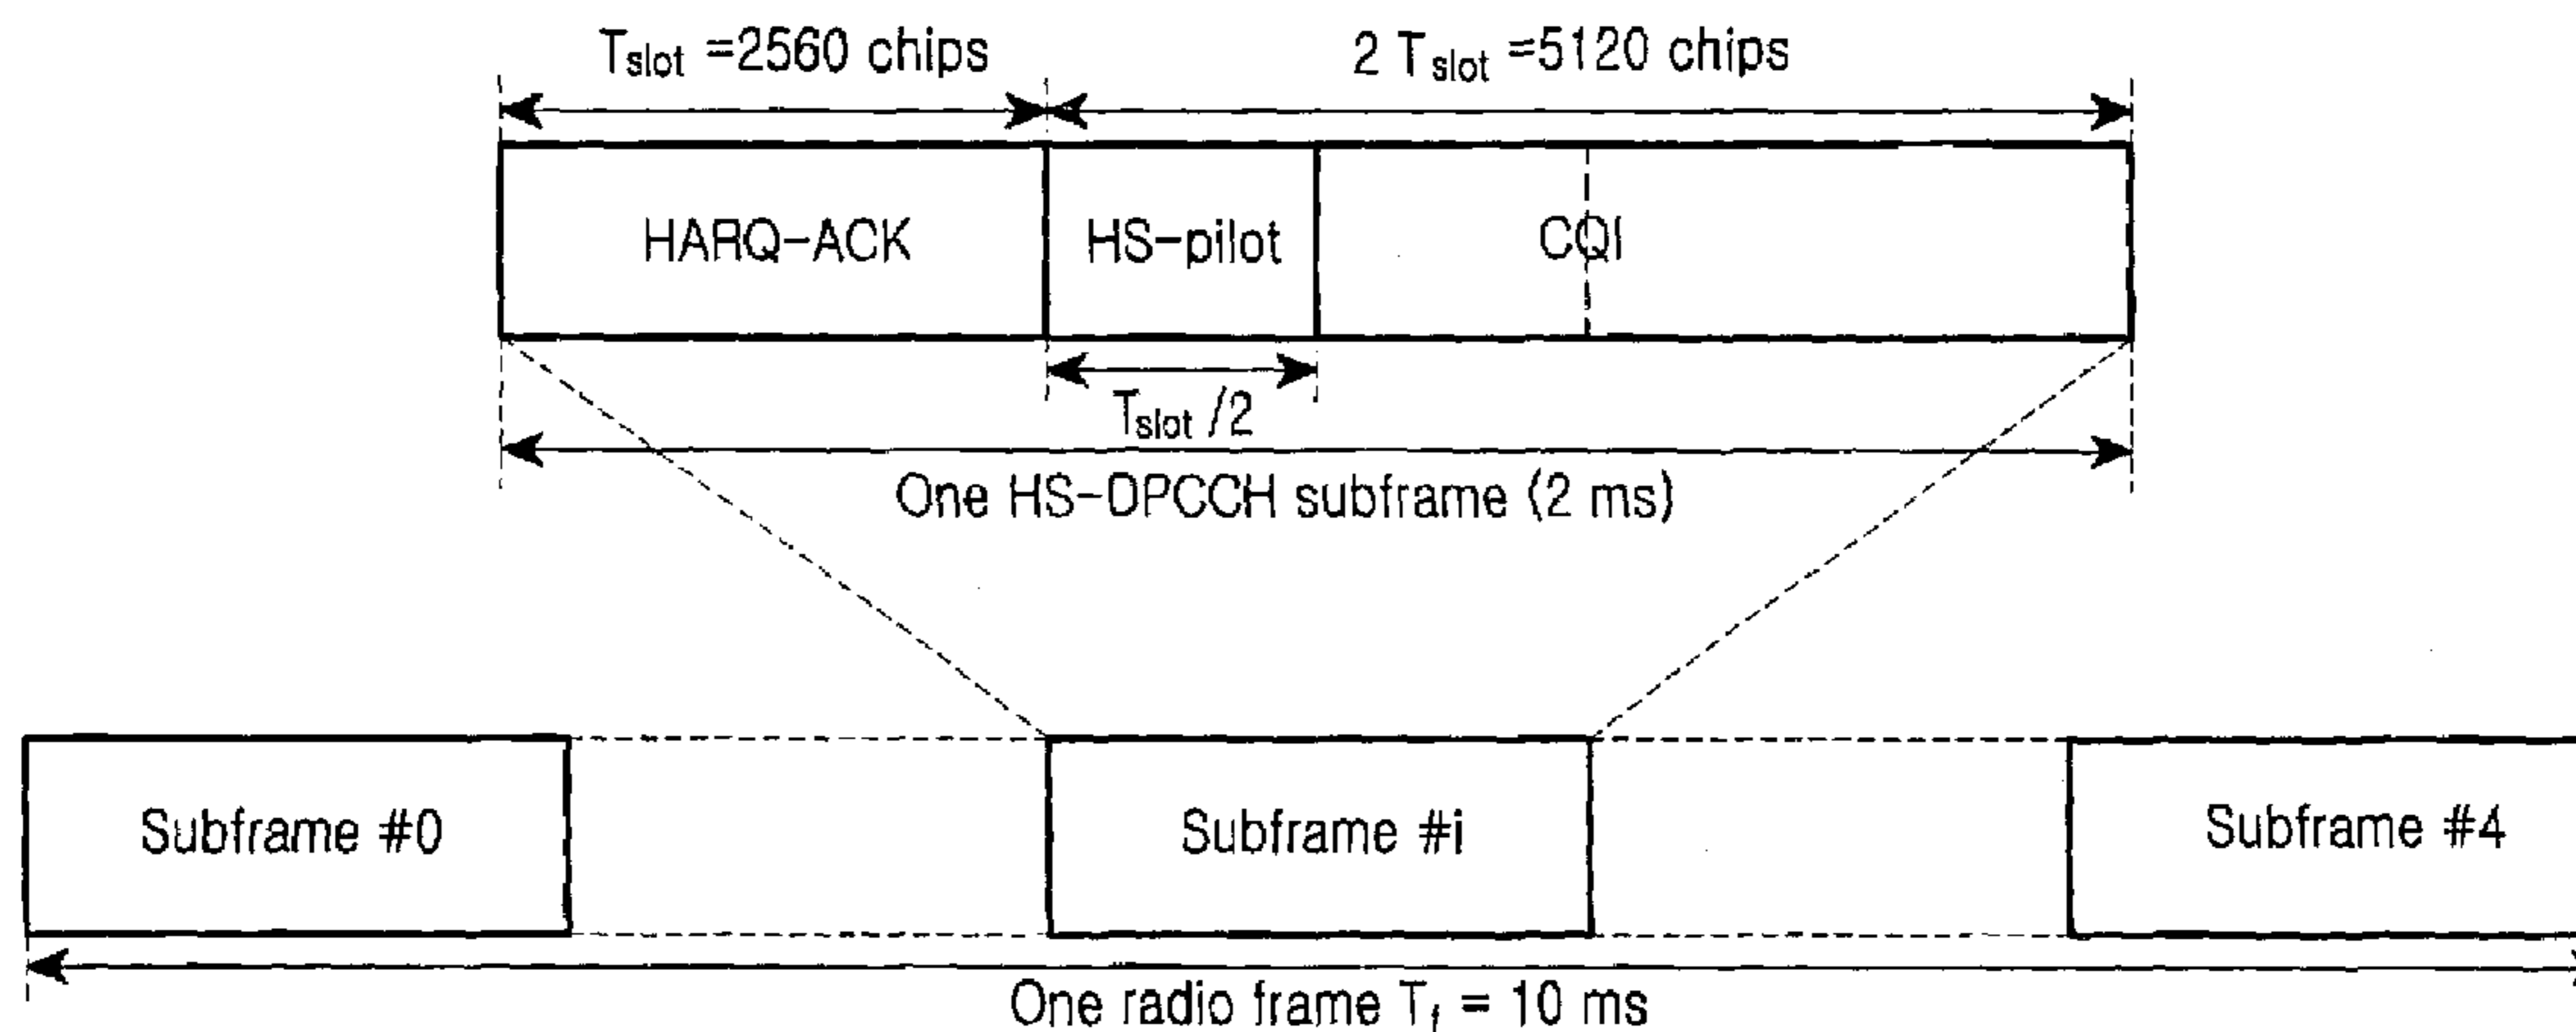 Tslot =2560 chips
2 Tslot =5120 chips
HARQ-ACK
HS-pilot
CQI
Tslot /2
One HS-DPCCH subframe (2 ms)
Subframe #0
Subframe #i
Subframe #4
One radio frame Tf = 10 ms